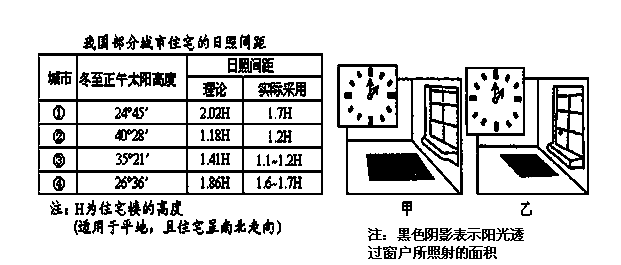 我国部分城市住宅的日照间距
城市 冬至正午太阳高度 日照间距
理论 实际采用
① 24°45′ 2.02H 1.7H
② 40°28′ 1.18H 1.2H
③ 35°21′ 1.41H 1.1~1.2H
④ 26°36′ 1.86H 1.6~1.7H
注：H为住宅楼的高度
(适用于平地，且住宅呈南北走向)
甲 乙
注：黑色阴影表示阳光透
过窗户所照射的面积